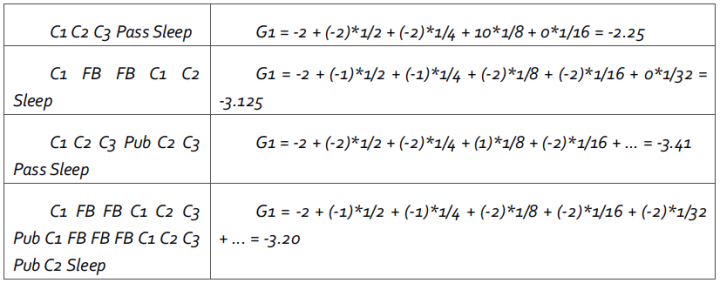 C1 C2 C3 Pass Sleep
G1 = -2 + (-2)*1/2 + (-2)*1/4 + 10*1/8 + 0*1/16 = -2.25
C1 FB FB C1 C2
Sleep
G1 = -2 + (-1)*1/2 + (-1)*1/4 + (-2)*1/8 + (-2)*1/16 + 0*1/32 =
-3.125
C1 C2 C3 Pub C2 C3
Pass Sleep
G1 = -2 + (-2)*1/2 + (-2)*1/4 + (1)*1/8 + (-2)*1/16 + ... = -3.41
C1 FB FB C1 C2 C3
Pub C1 FB FB FB C1 C2 C3
Pub C2 Sleep
G1 = -2 + (-1)*1/2 + (-1)*1/4 + (-2)*1/8 + (-2)*1/16 + (-2)*1/32
+ ... = -3.20